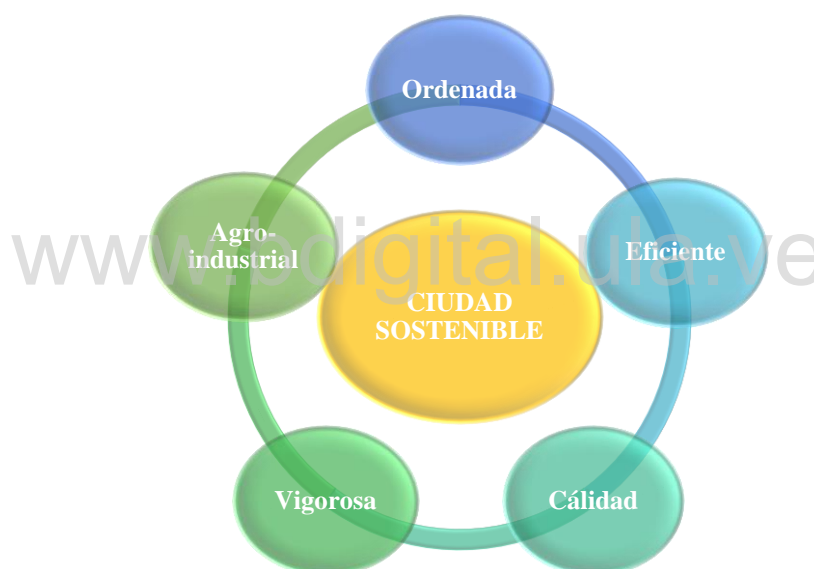 Ordenada
Agro-
industrial
Eficiente
www.bdigital.ula.ve
CIUDAD
SOSTENIBLE
Vigorosa
Cálidad